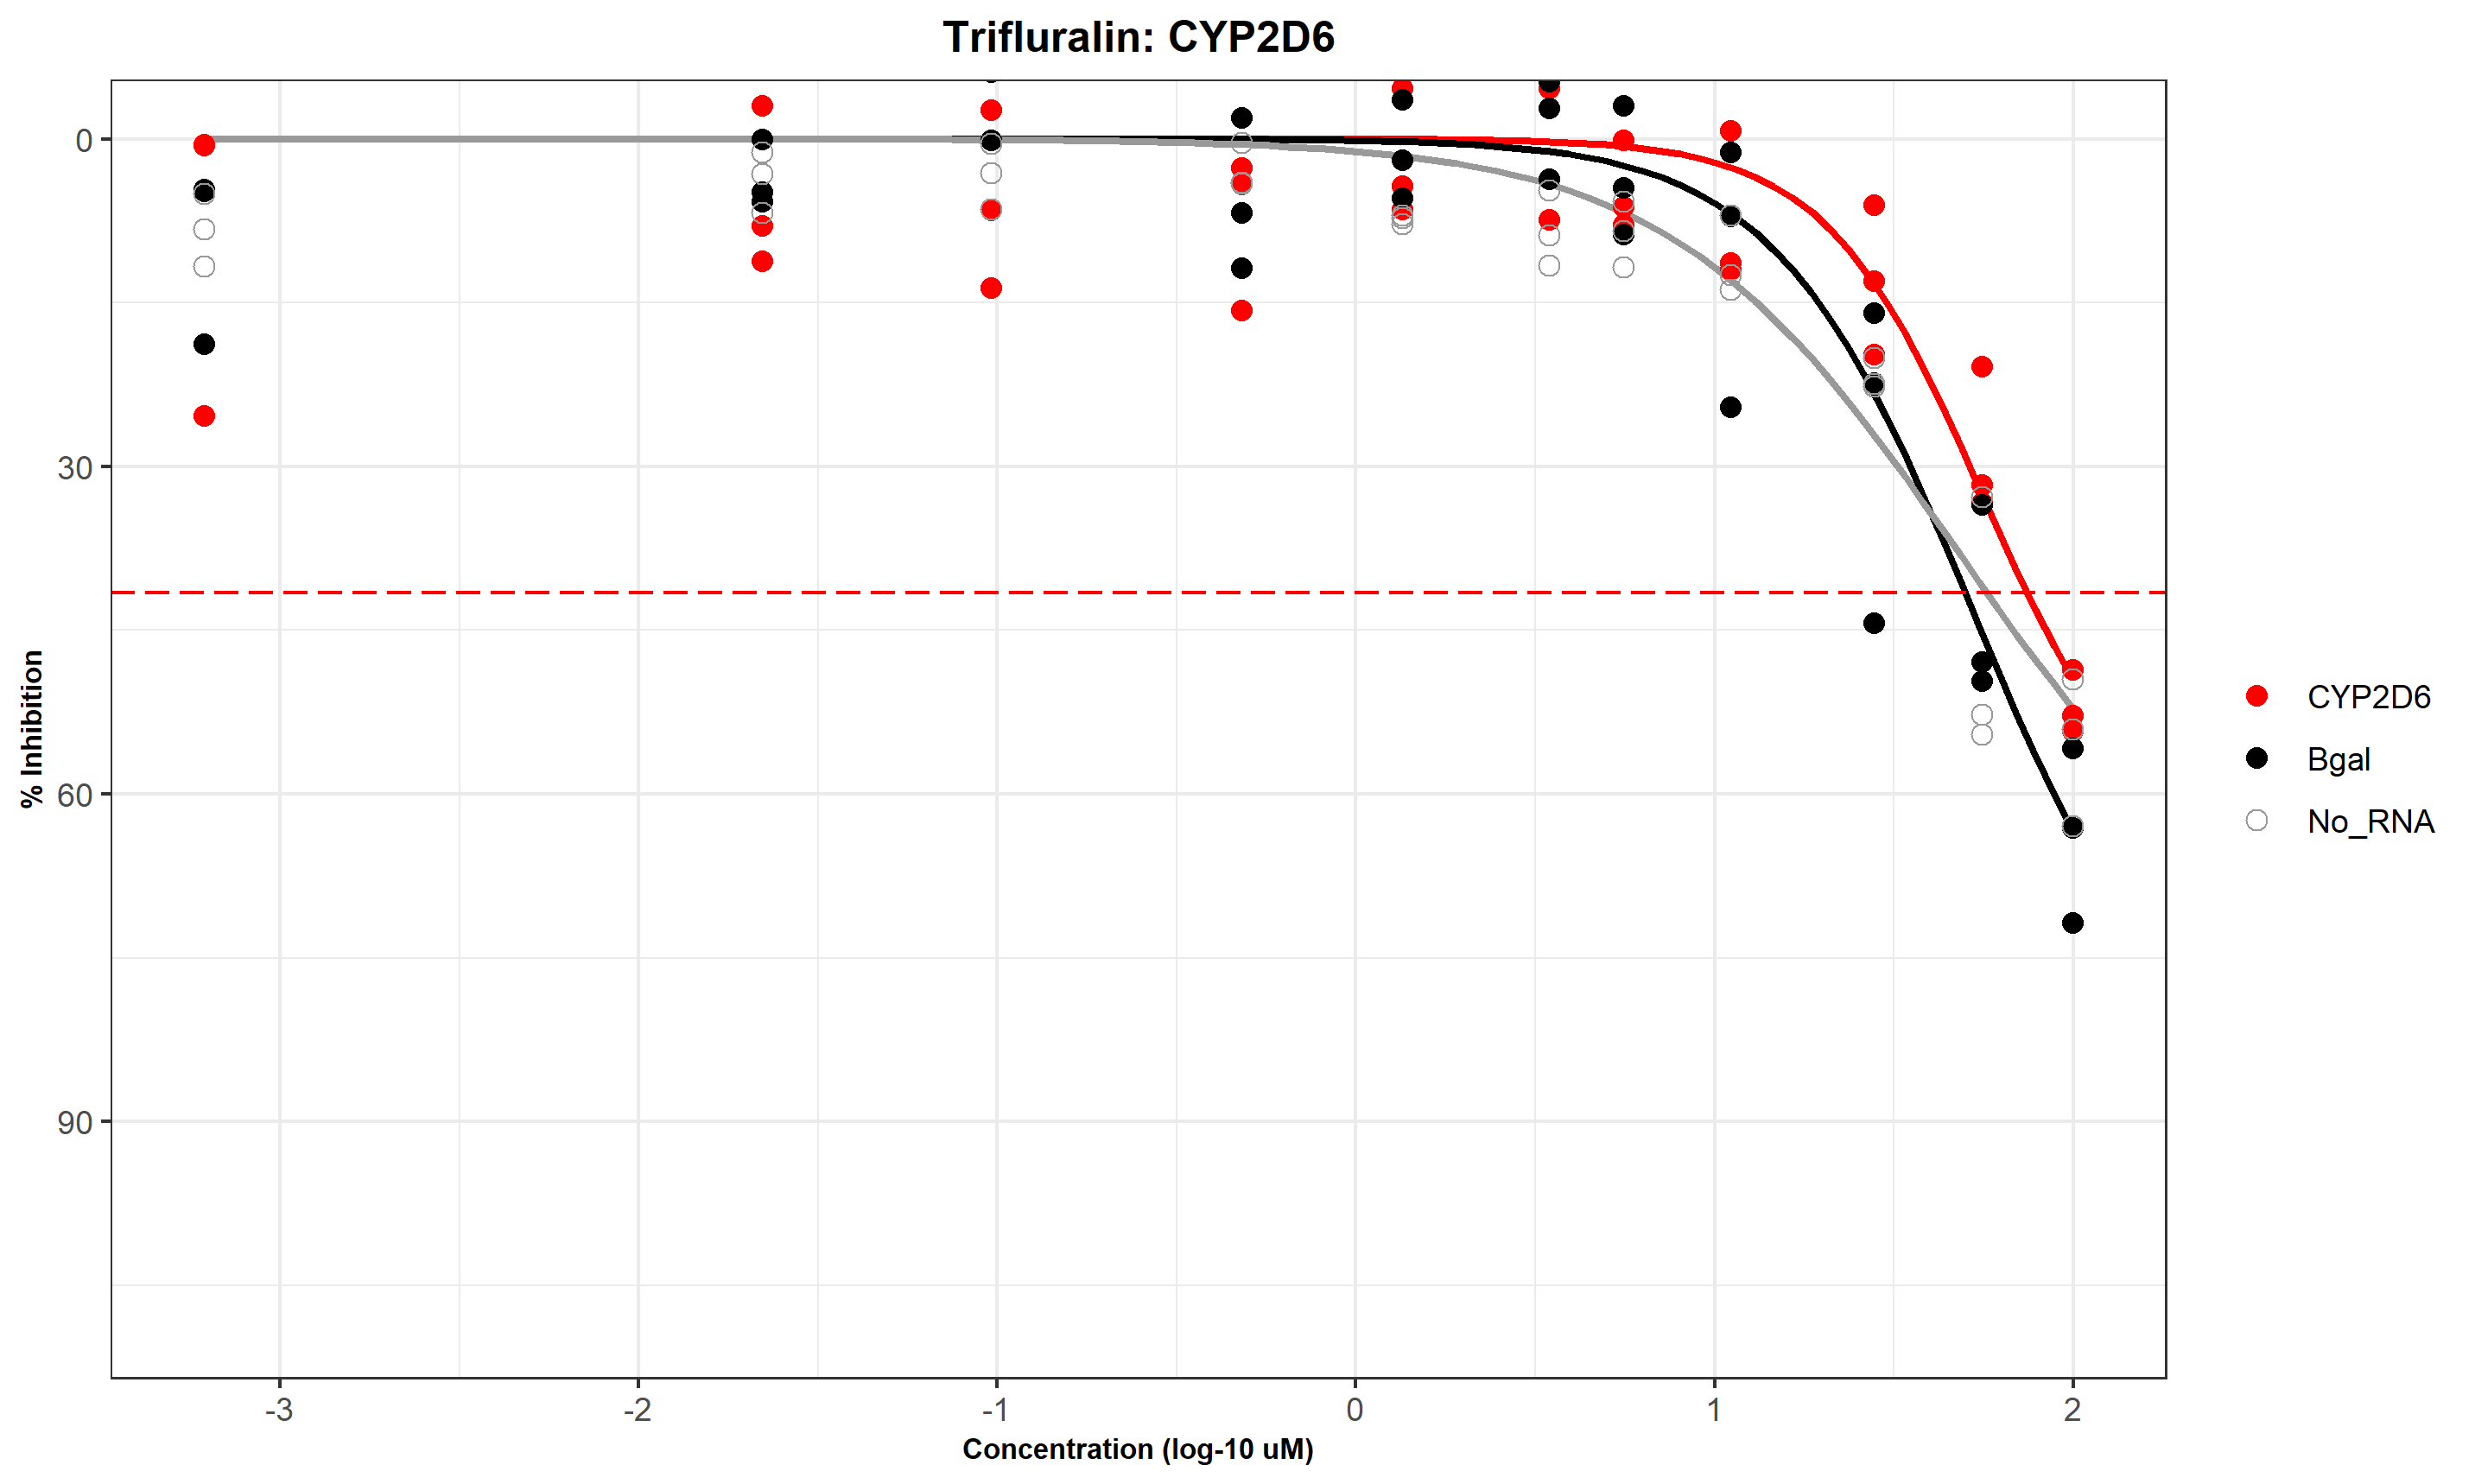 Trifluralin: CYP2D6
% Inhibition
0
30
60
90
-3
-2
-1
0
1
2
Concentration (log-10 uM)
CYP2D6
Bgal
No_RNA